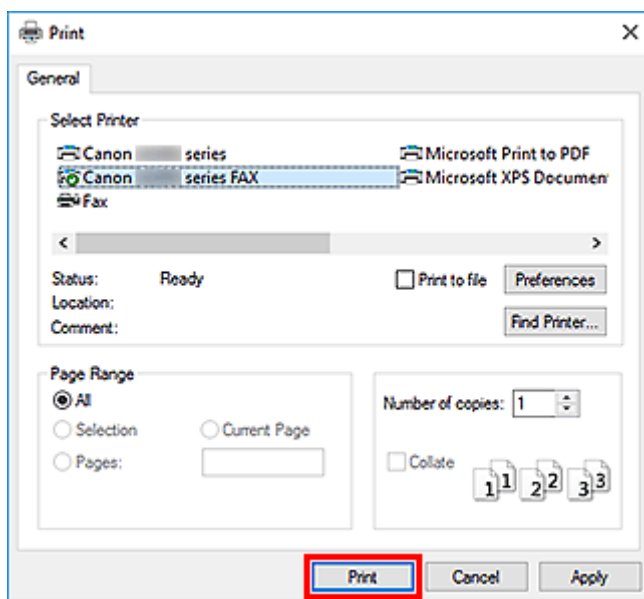 Print
General
Select Printer
Canon series
Microsoft Print to PDF
Canon series FAX
Microsoft XPS Documen
Fax
Status: Ready
Print to file
Preferences
Location:
Comment:
Find Printer...
Page Range
All
Number of copies: 1
Selection
Current Page
Pages:
Collate
1 1 2 2 3 3
Print
Cancel
Apply